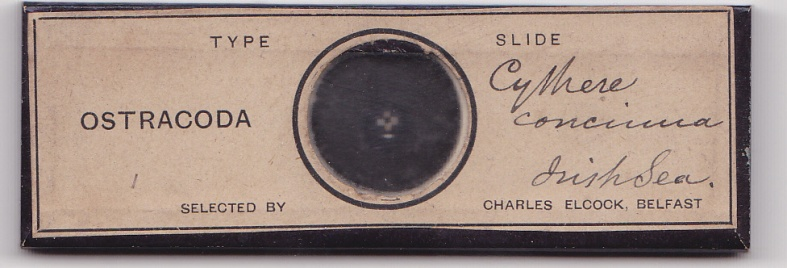 TYPE SLIDE
Cythere
OSTRACODA
concinna
Irish Sea.
SELECTED BY CHARLES ELCOCK, BELFAST